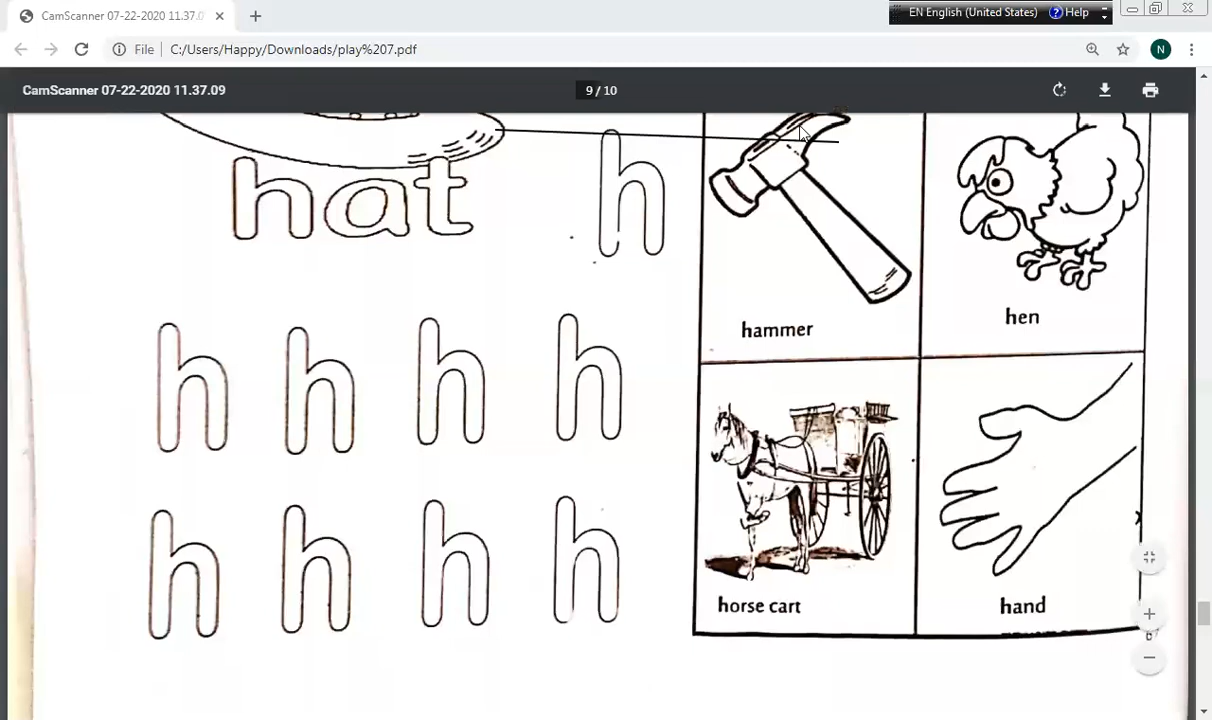 CamScanner 07-22-2020 11.37.0
EN English (United States)
Help
File
C:/Users/Happy/Downloads/play%207.pdf
N
CamScanner 07-22-2020 11.37.09
9 / 10
hat
h
hammer
hen
h h h h
h h h h
horse cart
hand